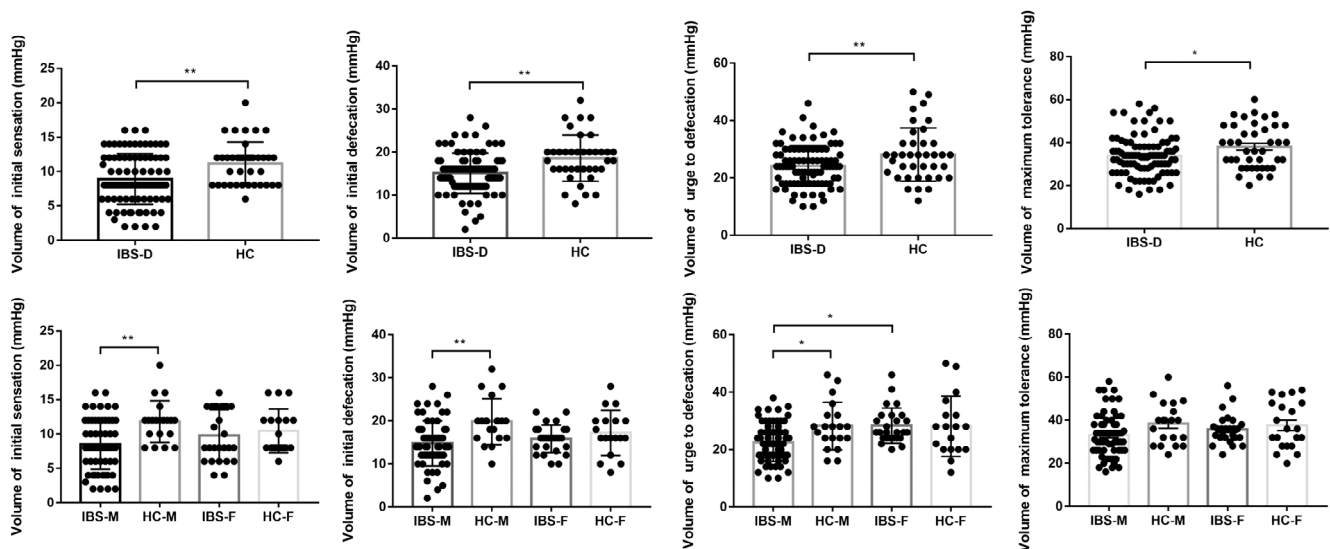 Volume of initial sensation (mmHg)
25
20
15
10
5
0
**
IBS-D
HC
Volume of initial defecation (mmHg)
40
30
20
10
0
**
IBS-D
HC
Volume of urge to defecation (mmHg)
60
40
20
0
**
IBS-D
HC
Volume of maximum tolerance (mmHg)
80
60
40
20
0
*
IBS-D
HC
Volume of initial sensation (mmHg)
25
20
15
10
5
0
**
IBS-M
HC-M
IBS-F
HC-F
Volume of initial defecation (mmHg)
40
30
20
10
0
**
IBS-M
HC-M
IBS-F
HC-F
Volume of urge to defecation (mmHg)
60
40
20
0
*
*
IBS-M
HC-M
IBS-F
HC-F
Volume of maximum tolerance (mmHg)
80
60
40
20
0
IBS-M
HC-M
IBS-F
HC-F